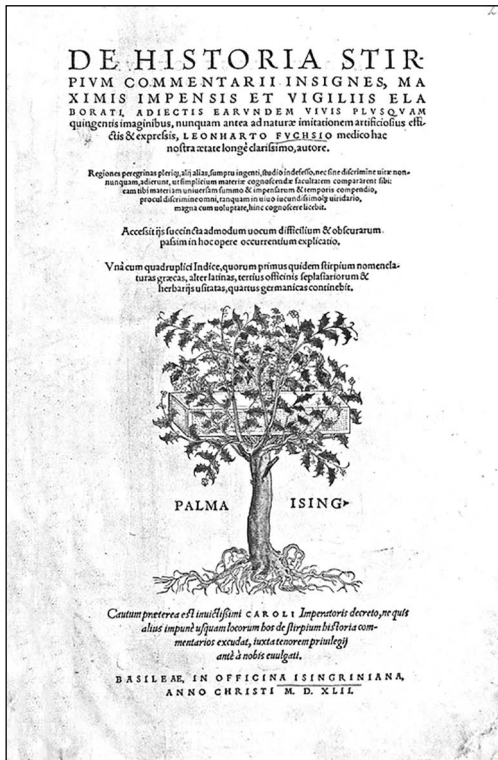 DE HISTORIA STIR-
PIVM COMMENTARII INSIGNES, MA
XIMIS IMPENSIS ET VIGILIIS ELA
BORATI, ADIECTIS EARVNDEM VIVIS PLVSQVAM
quingentis imaginibus, nunquam antea ad naturæ imitationem artificiosius effi-
ctis & expreſsis, LEONHARTO FVCHSIO medico hac
noſtra ætate longè clariſsimo, autore.
Regiones peregrinas pleriq;, alij alias, ſumptu ingenti, ſtudio indefeſſo, nec ſine diſcrimine uitæ non-
nunquam, adierunt, ut ſimplicium materiæ cognoſcendæ facultatem compararent ſibi:
eam tibi materiam uniuerſam ſummo & impenſarum & temporis compendio,
procul diſcrimine omni, tanquam in uiuo iucundiſsimoq; uiridario,
magna cum uoluptate, hinc cognoſcere licebit.
Acceſsit ijs ſuccincta admodum uocum difficilium & obſcurarum
paſsim in hoc opere occurrentium explicatio.
Vnà cum quadruplici Indice, quorum primus quidem ſtirpium nomencla-
turas græcas, alter latinas, tertius officinis ſeplaſiariorum &
herbarijs uſitatas, quartus germanicas continebit.
PALMA ISING
Cautum præterea eſt inuictiſsimi CAROLI Imperatoris decreto, ne quis
alius impunè uſquam locorum hos de ſtirpium hiſtoria com-
mentarios excudat, iuxta tenorem priuilegij
antè à nobis euulgati.
BASILEAE, IN OFFICINA ISINGRINIANA,
ANNO CHRISTI M. D. XLII.